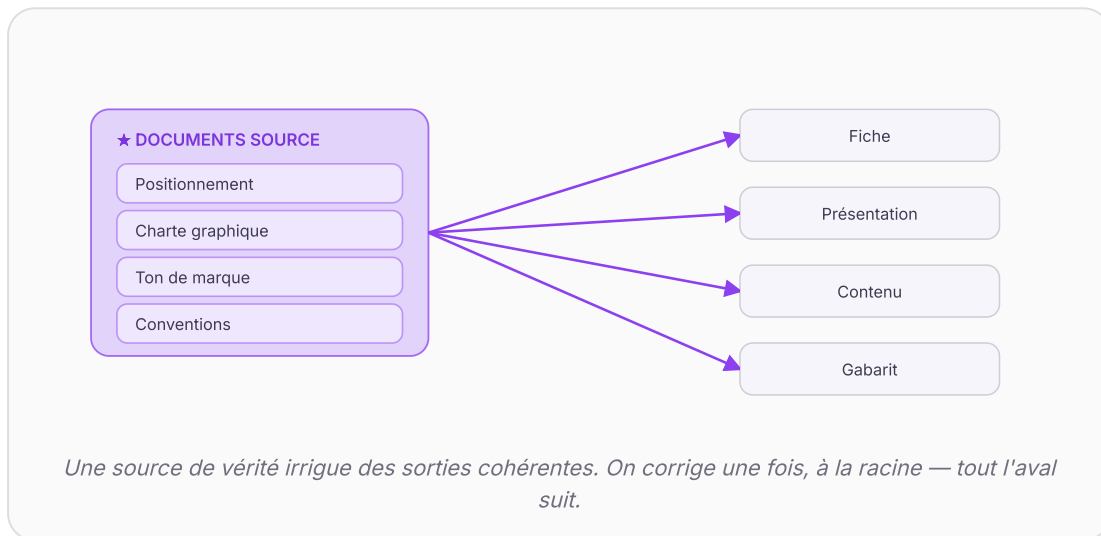 ★ DOCUMENTS SOURCE
Positionnement
Charte graphique
Ton de marque
Conventions
Fiche
Présentation
Contenu
Gabarit
Une source de vérité irrigue des sorties cohérentes. On corrige une fois, à la racine — tout l'aval
suit.